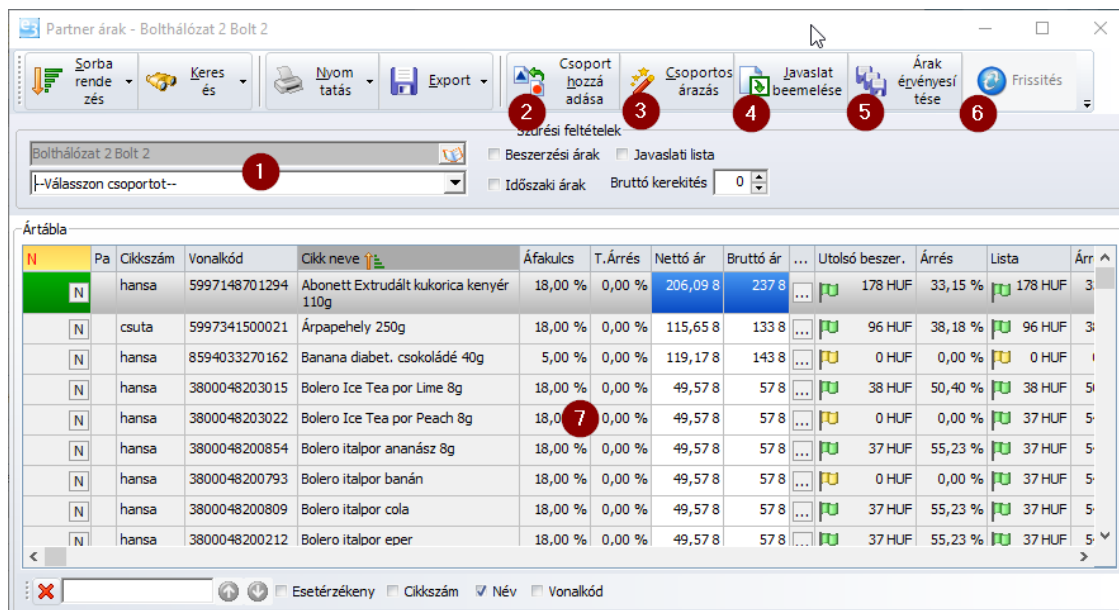 Partner árak - Bolthálózat 2 Bolt 2
Sorba rende zés
Keres és
Nyom tatás
Export
Csoport hozzá adása
Csoportos árazás
Javaslat beemelése
Árak érvényesí tése
Frissítés
2 3 4 5 6
Szűrési feltételek
Bolthálózat 2 Bolt 2
1
--Válasszon csoportot--
Beszerzési árak Javaslati lista
Időszaki árak Bruttó kerekítés 0
Ártábla
N Pa Cikkszám Vonalkód Cikk neve Áfakulcs T.Árrés Nettó ár Bruttó ár ... Utolsó beszer. Árrés Lista
N hansa 5997148701294 Abonett Extrudált kukorica kenyér 110g 18,00 % 0,00 % 206,09 8 237 8 ... 178 HUF 33,15 % 178 HUF
N csuta 5997341500021 Árpapehely 250g 18,00 % 0,00 % 115,65 8 133 8 ... 96 HUF 38,18 % 96 HUF
N hansa 8594033270162 Banana diabet. csokoládé 40g 5,00 % 0,00 % 119,17 8 143 8 ... 0 HUF 0,00 % 0 HUF
N hansa 3800048203015 Bolero Ice Tea por Lime 8g 18,00 % 0,00 % 49,57 8 57 8 ... 38 HUF 50,40 % 38 HUF
N hansa 3800048203022 Bolero Ice Tea por Peach 8g 18,0 7 0,00 % 49,57 8 57 8 ... 0 HUF 0,00 % 37 HUF
N hansa 3800048200854 Bolero italpor ananász 8g 18,00 % 0,00 % 49,57 8 57 8 ... 37 HUF 55,23 % 37 HUF
N hansa 3800048200793 Bolero italpor banán 18,00 % 0,00 % 49,57 8 57 8 ... 0 HUF 0,00 % 37 HUF
N hansa 3800048200809 Bolero italpor cola 18,00 % 0,00 % 49,57 8 57 8 ... 37 HUF 55,23 % 37 HUF
N hansa 3800048200212 Bolero italpor eper 18,00 % 0,00 % 49,57 8 57 8 ... 37 HUF 55,23 % 37 HUF
Esetérzékeny Cikkszám Név Vonalkód